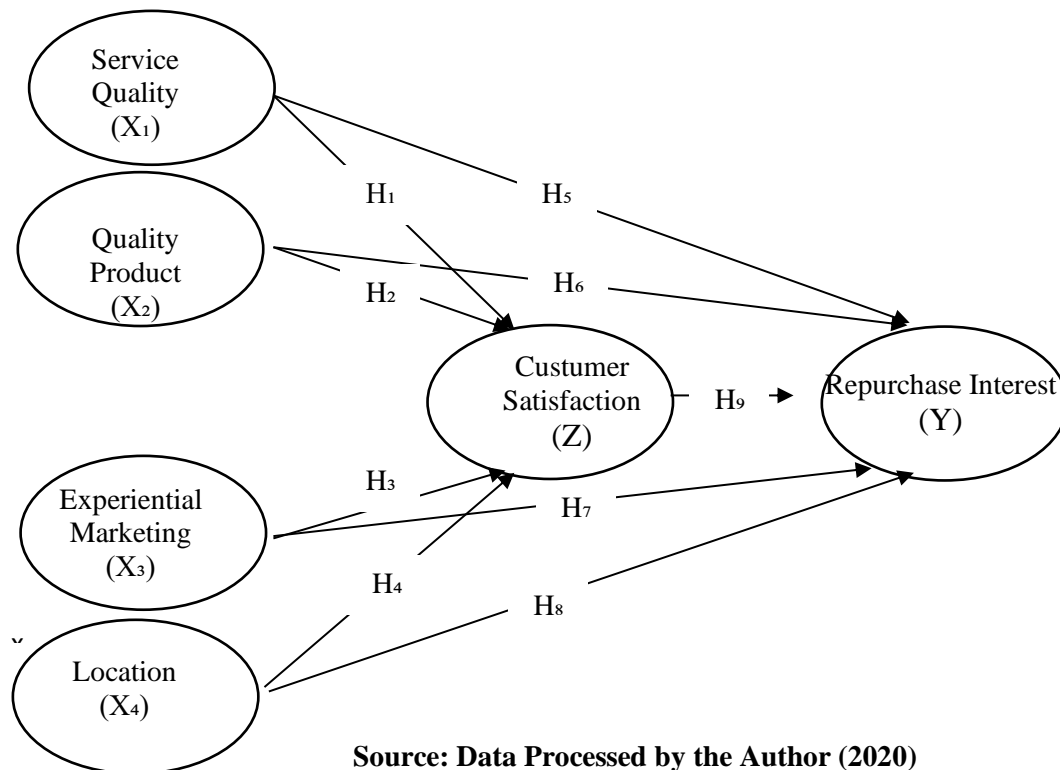 Service
Quality
(X₁)
H₁
H₅
Quality
Product
(X₂)
H₂
H₆
Custumer
Satisfaction
(Z)
H₉
Repurchase Interest
(Y)
Experiential
Marketing
(X₃)
H₃
H₇
H₄
H₈
Location
(X₄)
Source: Data Processed by the Author (2020)